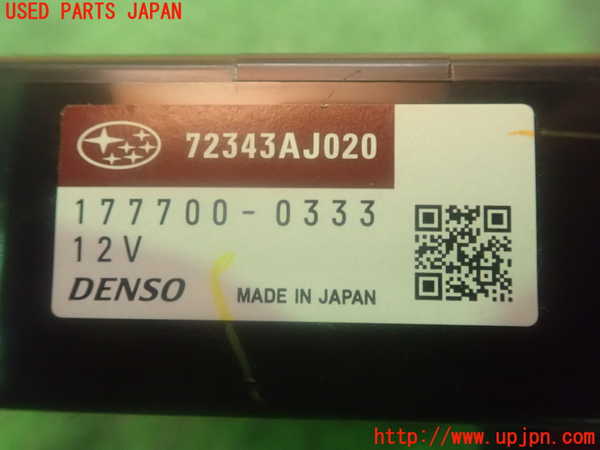 USED PARTS JAPAN
72343AJ020
177700-0333
12V
DENSO MADE IN JAPAN
http://www.upjpn.com/